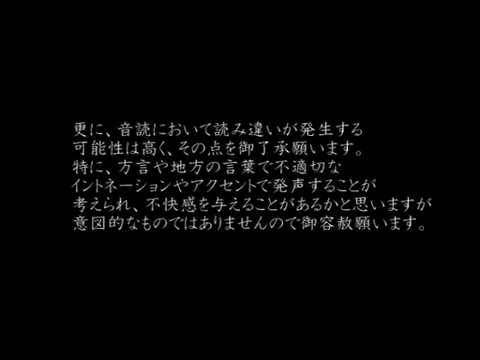 更に、音読において読み違いが発生する
可能性は高く、その点を御了承願います。
特に、方言や地方の言葉で不適切な
イントネーションやアクセントで発声することが
考えられ、不快感を与えることがあるかと思いますが
意図的なものではありませんので御容赦願います。